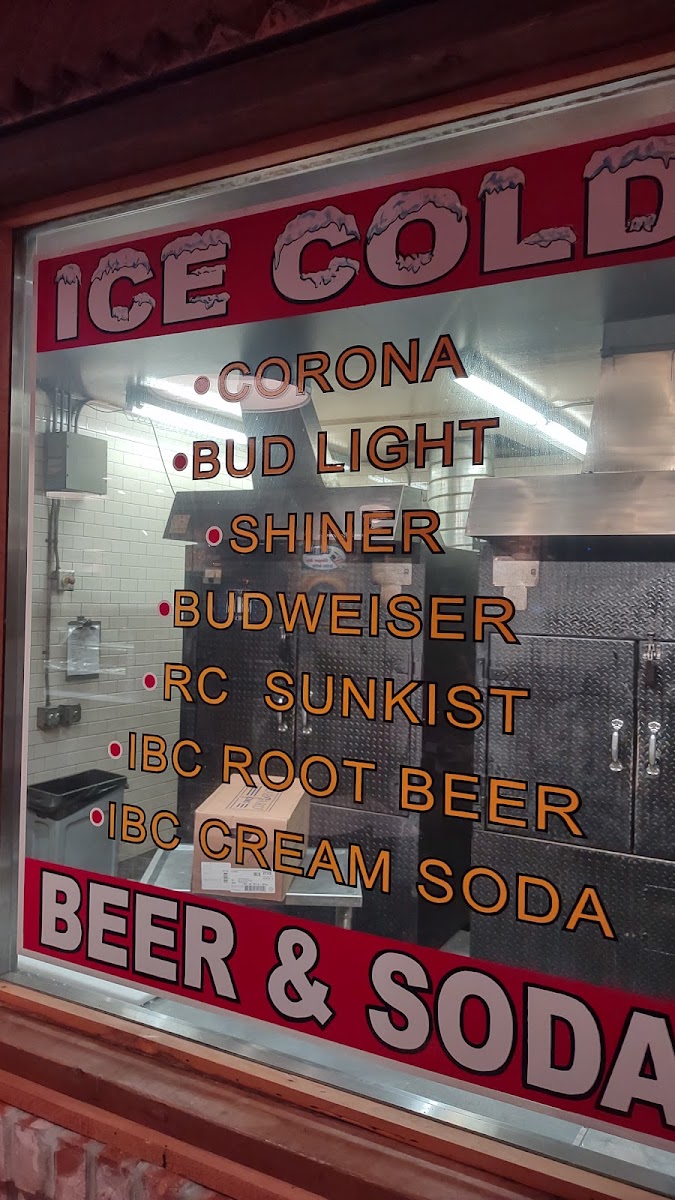 ICE COLD
• CORONA
• BUD LIGHT
• SHINER
• BUDWEISER
• RC SUNKIST
• IBC ROOT BEER
• IBC CREAM SODA
BEER & SODA